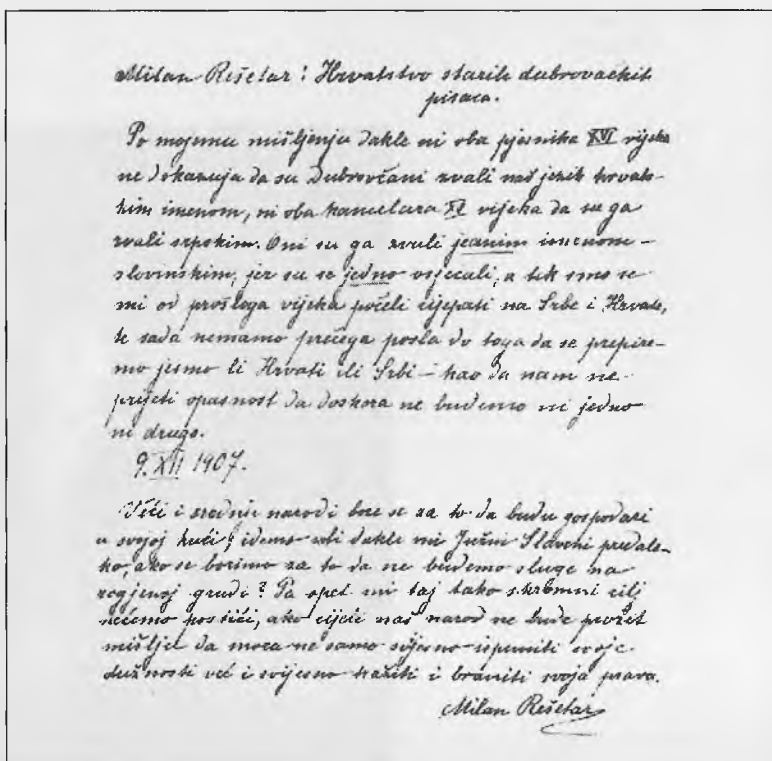 Milan Rešetar: Hrvatstvo starih dubrovačkih
pisaca.
Po mojemu mišljenju dakle ni oba pjesnika XVI vijeka
ne dokazuju da su Dubrovčani zvali naš jezik hrvat-
skim imenom, ni oba kancelara XV vijeka da su ga
zvali srpskim. Oni su ga zvali jednim imenom –
slovinskim, jer su se jedno osjećali, a tek smo se
mi od prošloga vijeka počeli cijepati na Srbe i Hrvate,
te sada nemamo prečega posla do toga da se prepire-
mo jesmo li Hrvati ili Srbi – kao da nam ne
prijeti opasnost da doskora ne budemo ni jedno
ni drugo.
9. XII 1907.
Veći i srednji narodi bore se za to da budu gospodari
u svojoj kući; idemo li dakle mi Južni Slaveni predale-
ko, ako se borimo za to da ne budemo sluge na
rogjenoj grudi? Pa opet mi taj tako skromni cilj
nećemo postići, ako cijeli naš narod ne bude prožet
mišlju da mora ne samo svijesno ispuniti svoje
dužnosti već i svijesno tražiti i braniti svoja prava.
Milan Rešetar